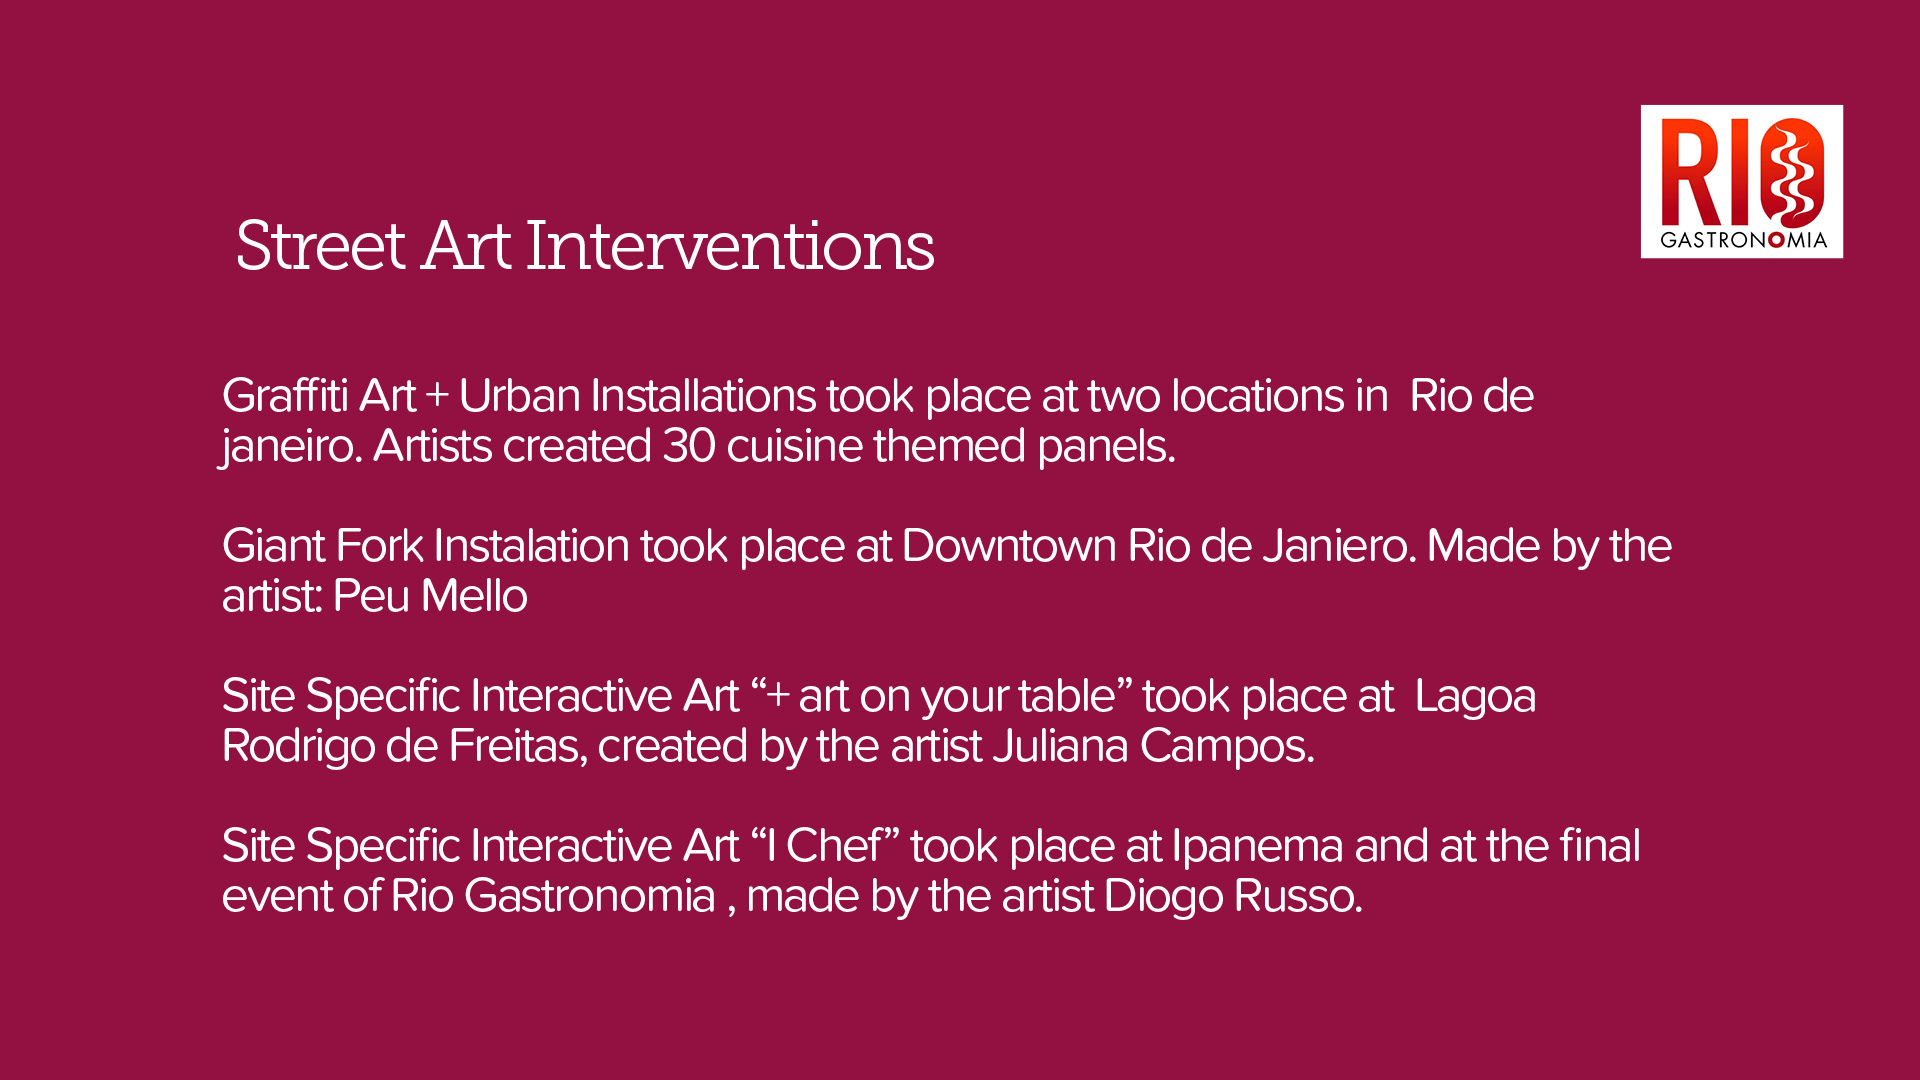 RIO
GASTRONOMIA
Street Art Interventions
Graffiti Art + Urban Installations took place at two locations in  Rio de
janeiro. Artists created 30 cuisine themed panels.
Giant Fork Instalation took place at Downtown Rio de Janiero. Made by the
artist: Peu Mello
Site Specific Interactive Art “+ art on your table” took place at  Lagoa
Rodrigo de Freitas, created by the artist Juliana Campos.
Site Specific Interactive Art “I Chef” took place at Ipanema and at the final
event of Rio Gastronomia , made by the artist Diogo Russo.